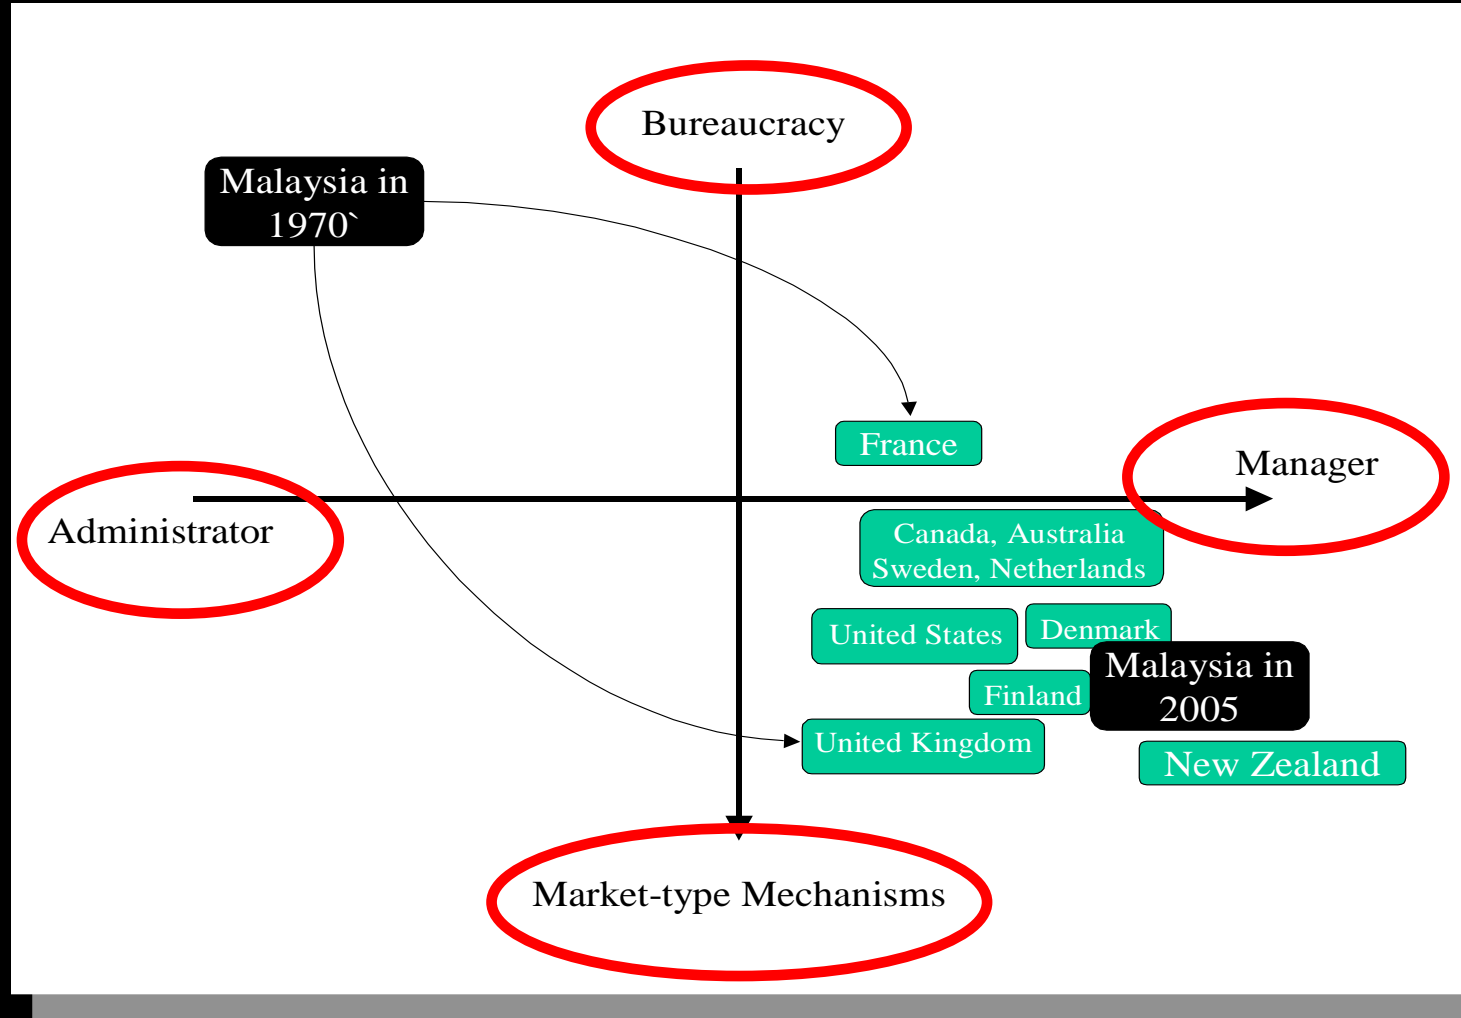 Bureaucracy
Malaysia in
1970`
France
Manager
Administrator
Canada, Australia
Sweden, Netherlands
United States
Denmark
Malaysia in
2005
Finland
United Kingdom
New Zealand
Market-type Mechanisms